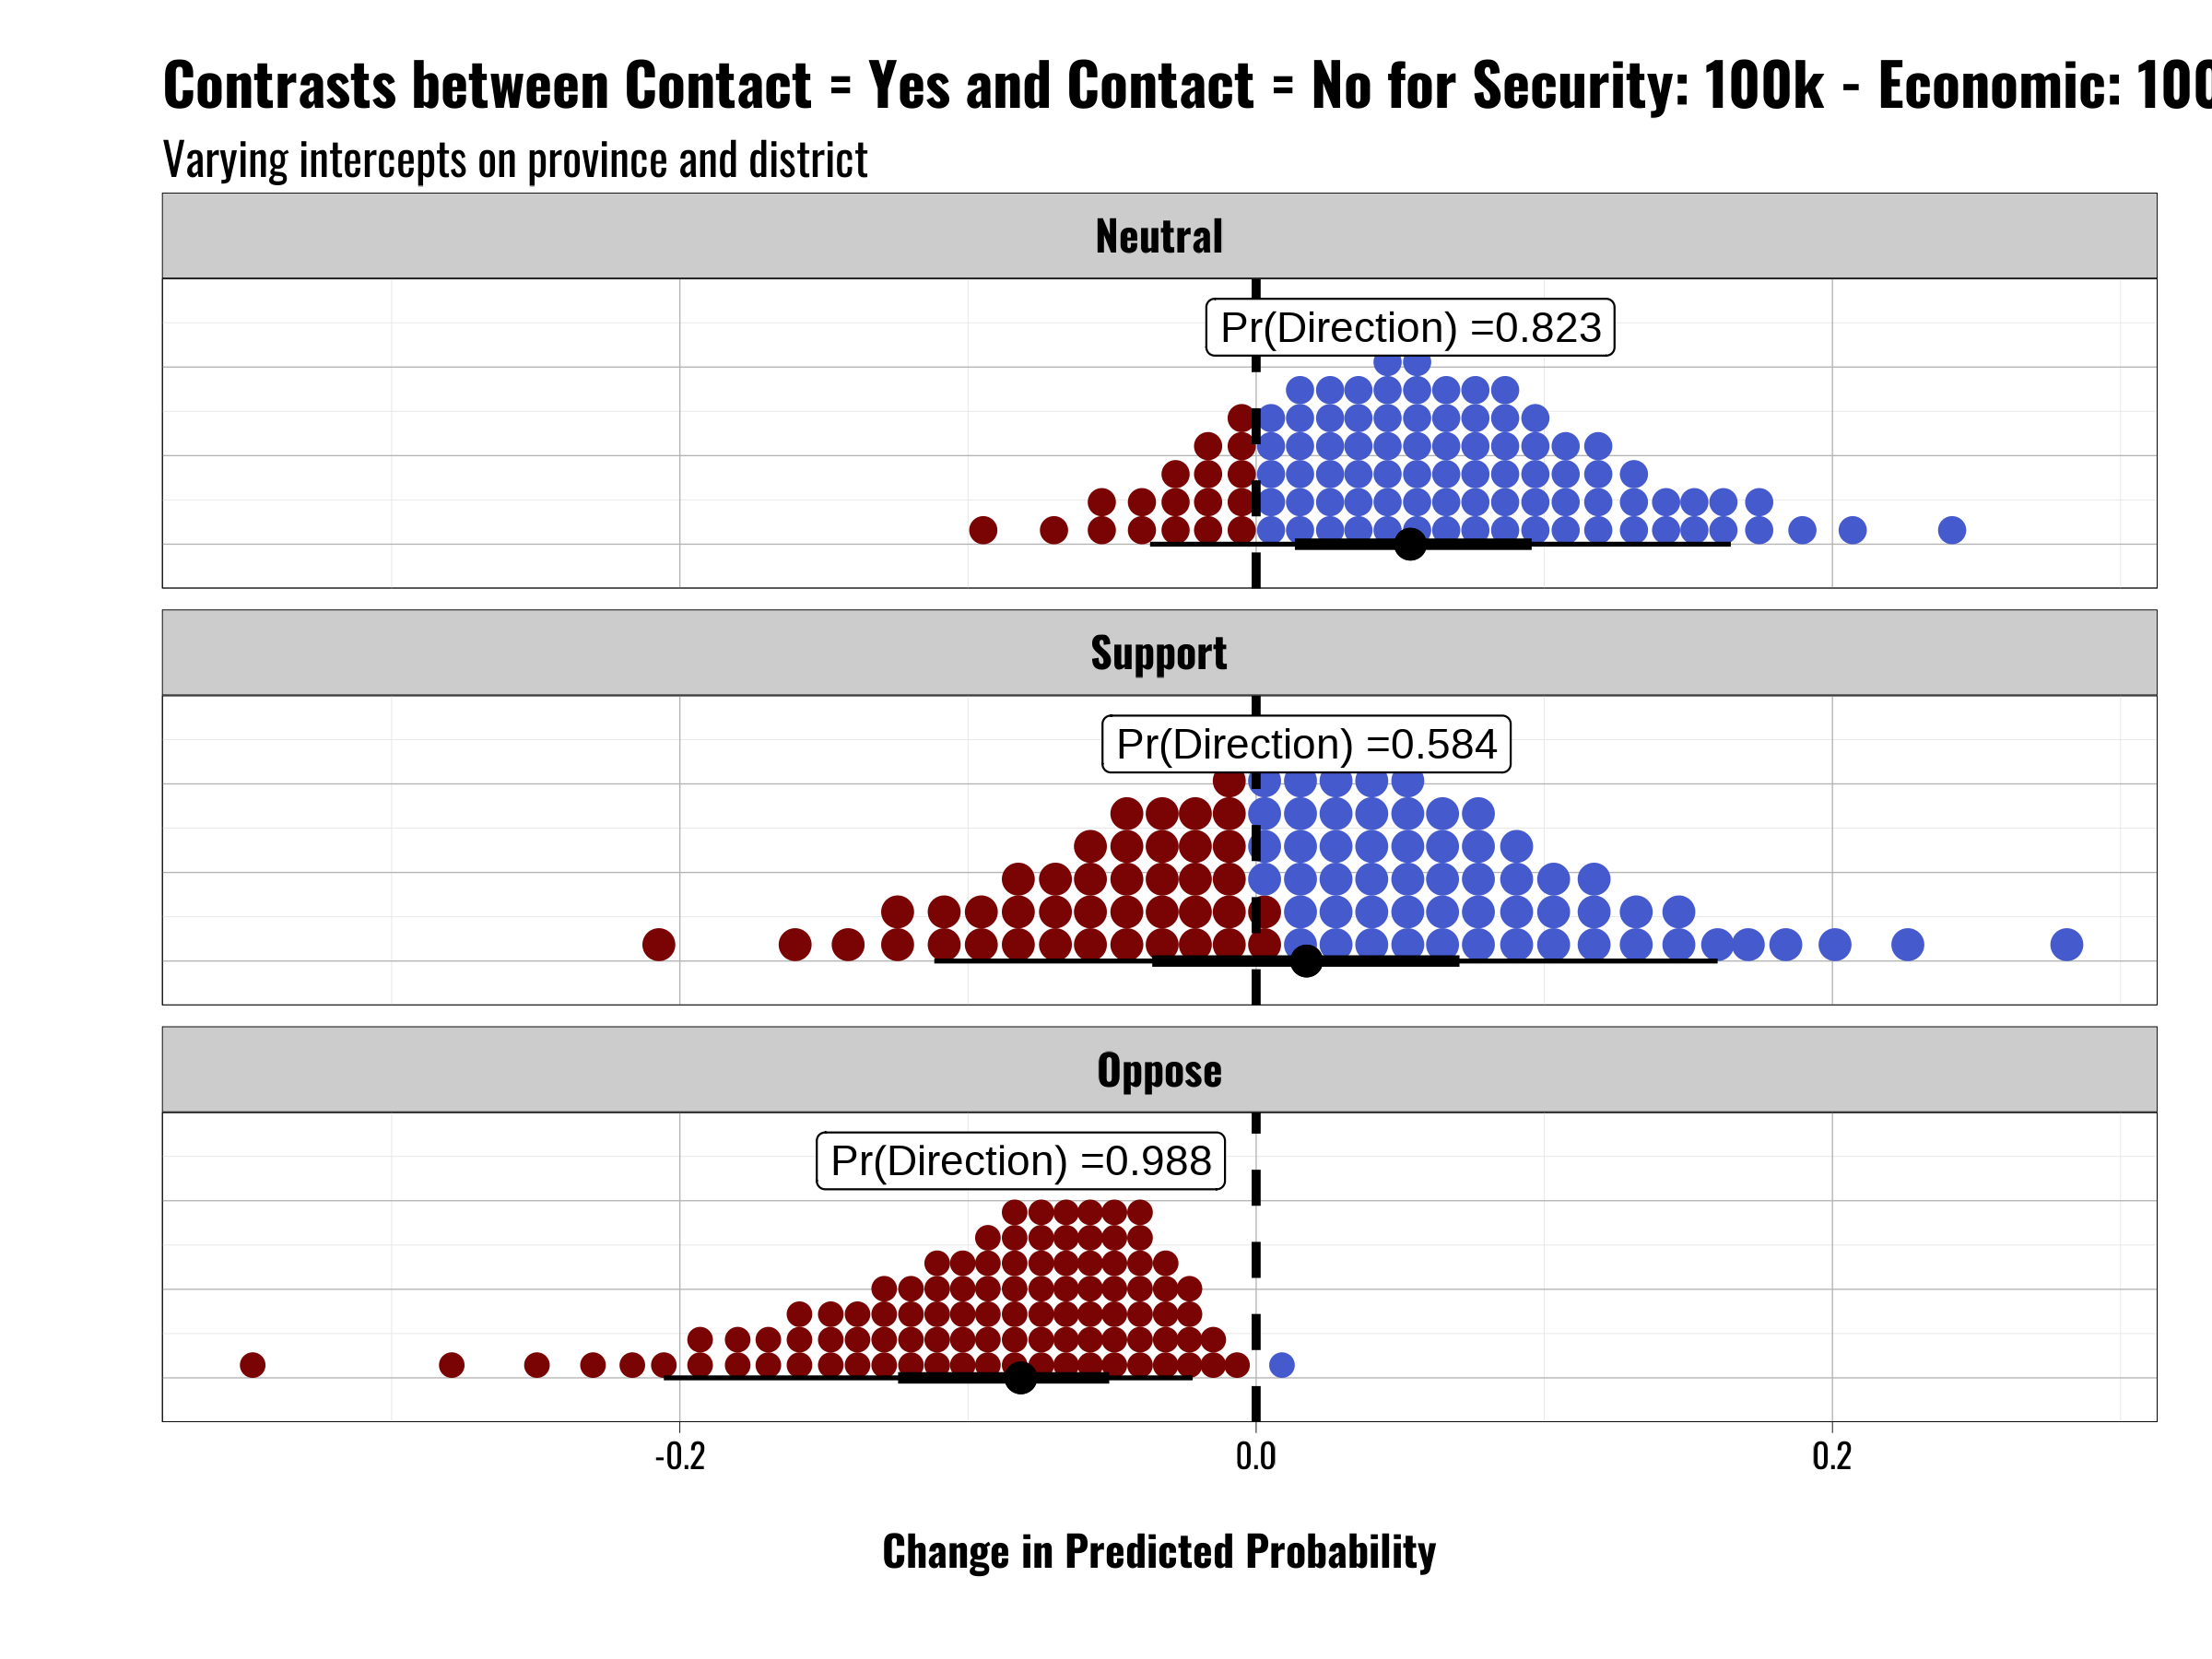 Contrasts between Contact = Yes and Contact = No for Security: 100k - Economic: 100
Varying intercepts on province and district
Neutral
Pr(Direction) =0.823
Support
Pr(Direction) =0.584
Oppose
Pr(Direction) =0.988
-0.2 0.0 0.2
Change in Predicted Probability